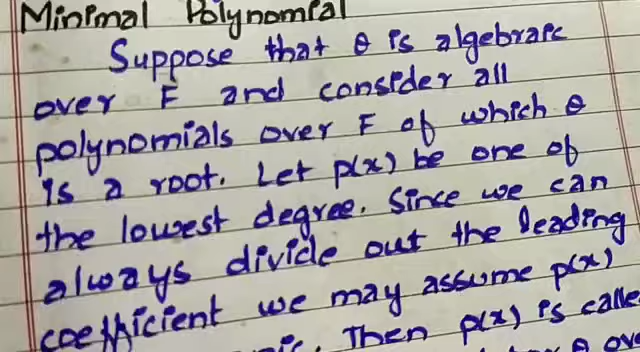 Minimal Polynomial
Suppose that θ is algebraic
over F and consider all
polynomials over F of which θ
is a root. Let p(x) be one of
the lowest degree. Since we can
always divide out the leading
coefficient we may assume p(x)
Then p(x) is calle
θ ov